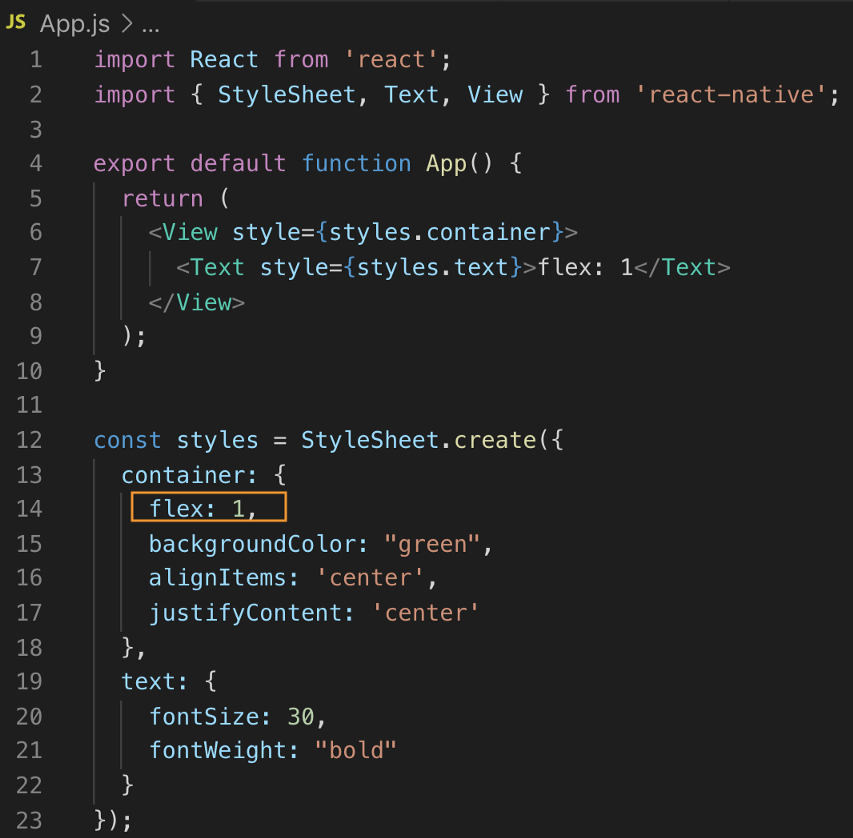 JS App.js > ...
1 import React from 'react';
2 import { StyleSheet, Text, View } from 'react-native';
3
4 export default function App() {
5   return (
6     <View style={styles.container}>
7       <Text style={styles.text}>flex: 1</Text>
8     </View>
9   );
10 }
11
12 const styles = StyleSheet.create({
13   container: {
14     flex: 1,
15     backgroundColor: "green",
16     alignItems: 'center',
17     justifyContent: 'center'
18   },
19   text: {
20     fontSize: 30,
21     fontWeight: "bold"
22   }
23 });